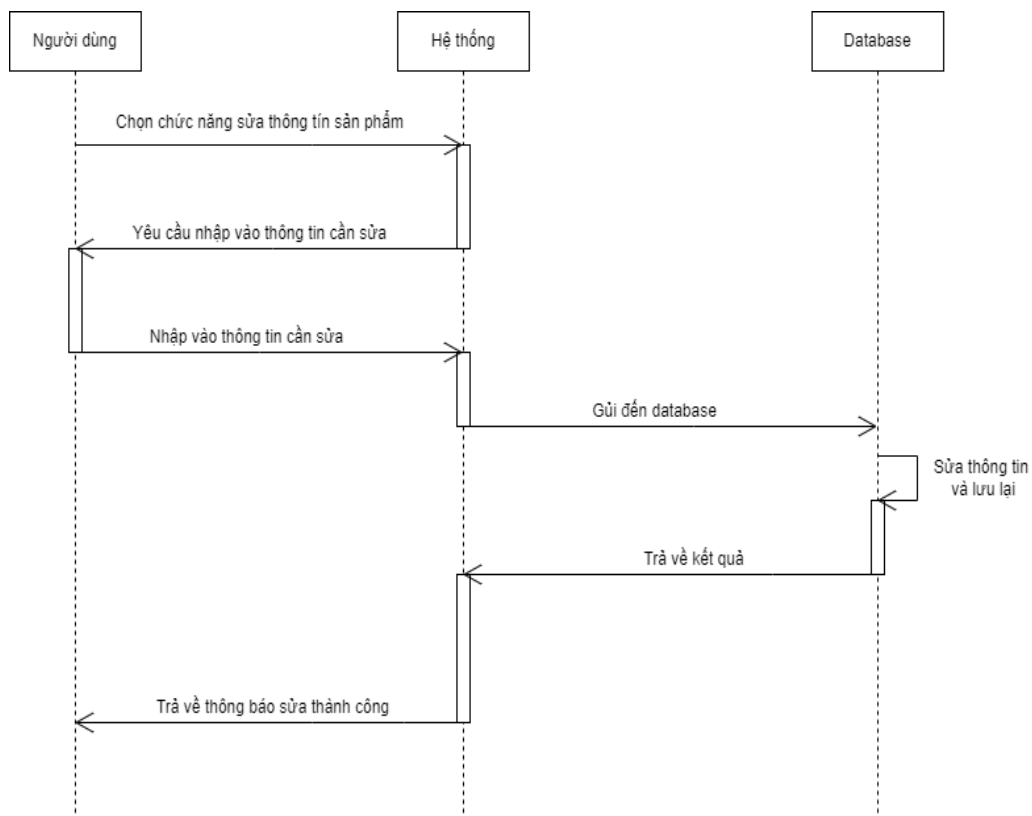 Người dùng
Hệ thống
Database
Chọn chức năng sửa thông tín sản phẩm
Yêu cầu nhập vào thông tin cần sửa
Nhập vào thông tin cần sửa
Gủi đến database
Sửa thông tin
và lưu lại
Trả về kết quả
Trả về thông báo sửa thành công